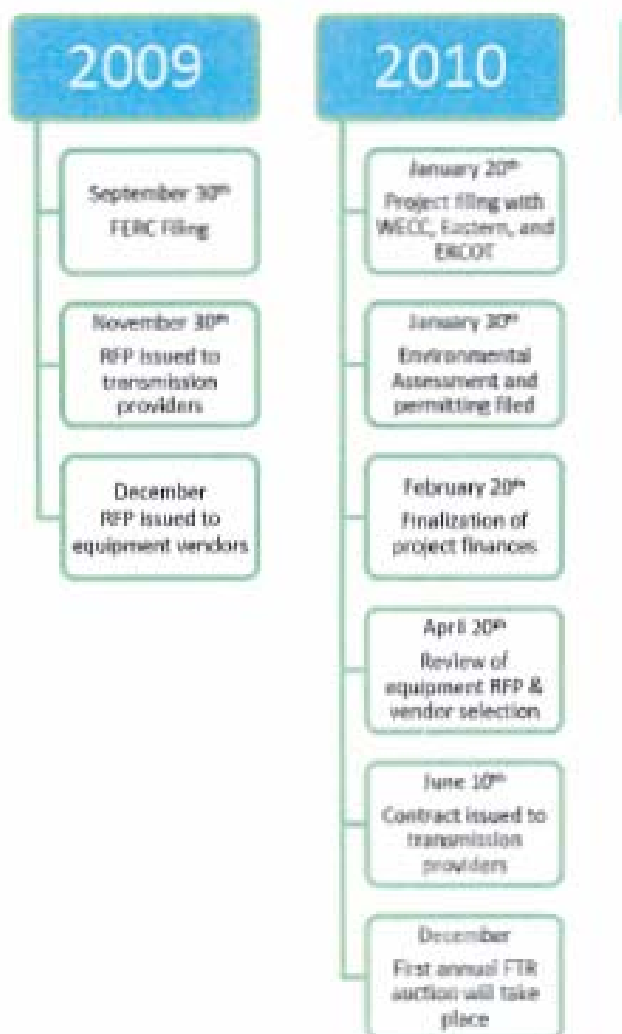 2009
September 30th
FERC Filing
November 30th
RFP issued to
transmission
providers
December
RFP issued to
equipment vendors
2010
January 20th
Project filing with
WECC, Eastern, and
ERCOT
January 30th
Environmental
Assessment and
permitting filed
February 20th
Finalization of
project finances
April 20th
Review of
equipment RFP &
vendor selection
June 10th
Contract issued to
transmission
providers
December
First annual FTR
auction will take
place